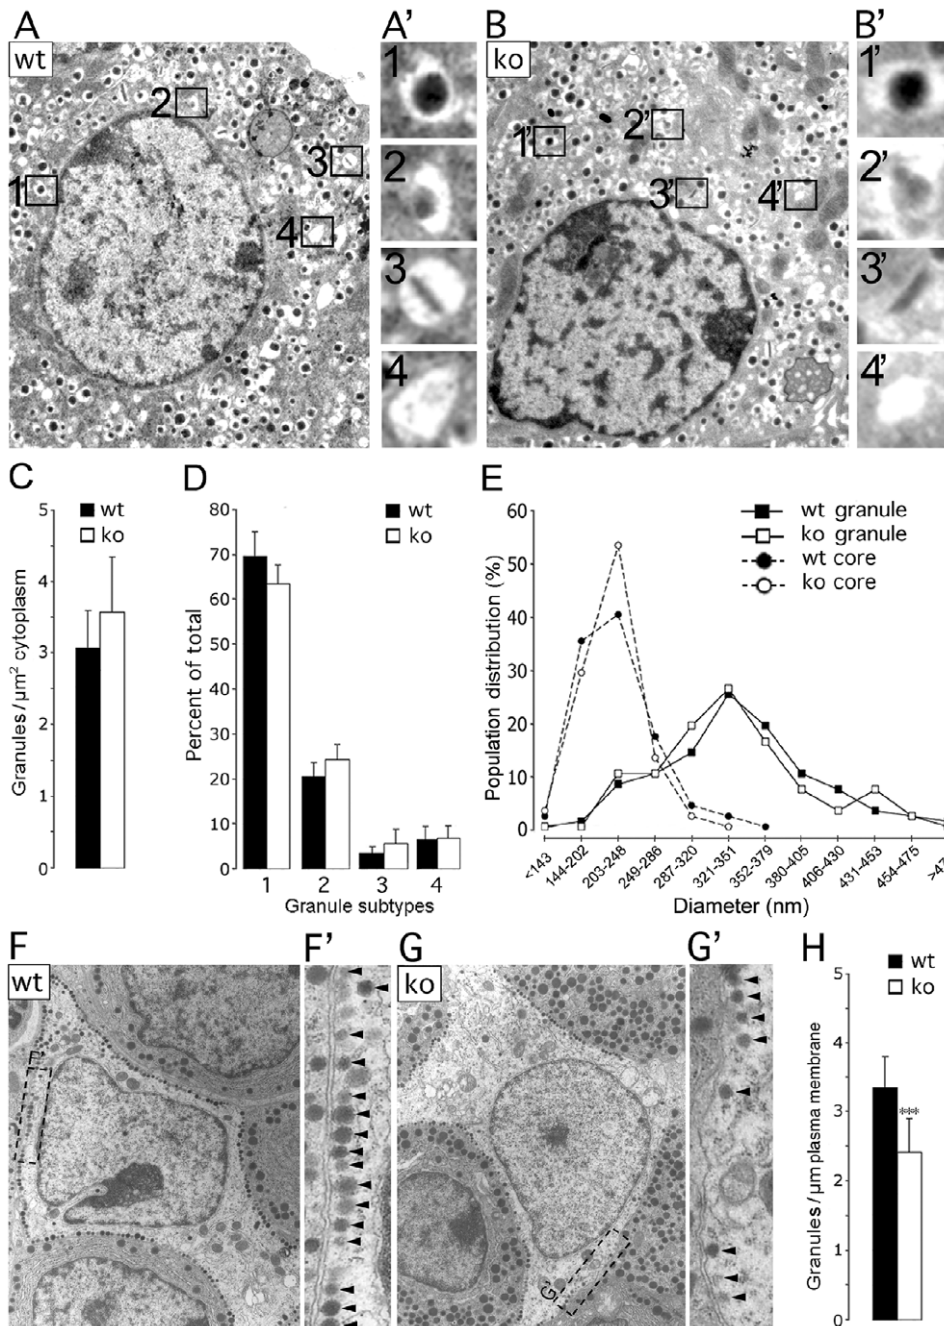 A
wt
1
2
3
4
A’
1
2
3
4
B
ko
1’
2’
3’
4’
B’
1’
2’
3’
4’
C
Granules / µm² cytoplasm
5
4
3
2
1
0
wt
ko
D
Percent of total
80
70
60
50
40
30
20
10
0
wt
ko
1 2 3 4
Granule subtypes
E
Population distribution (%)
60
50
40
30
20
10
0
wt granule
ko granule
wt core
ko core
<143 144-202 203-248 249-286 287-320 321-351 352-379 380-405 406-430 431-453 454-475
Diameter (nm)
F
wt
F’
G
ko
G’
G’
H
wt
ko
Granules / µm plasma membrane
5
4
3
2
1
0
***